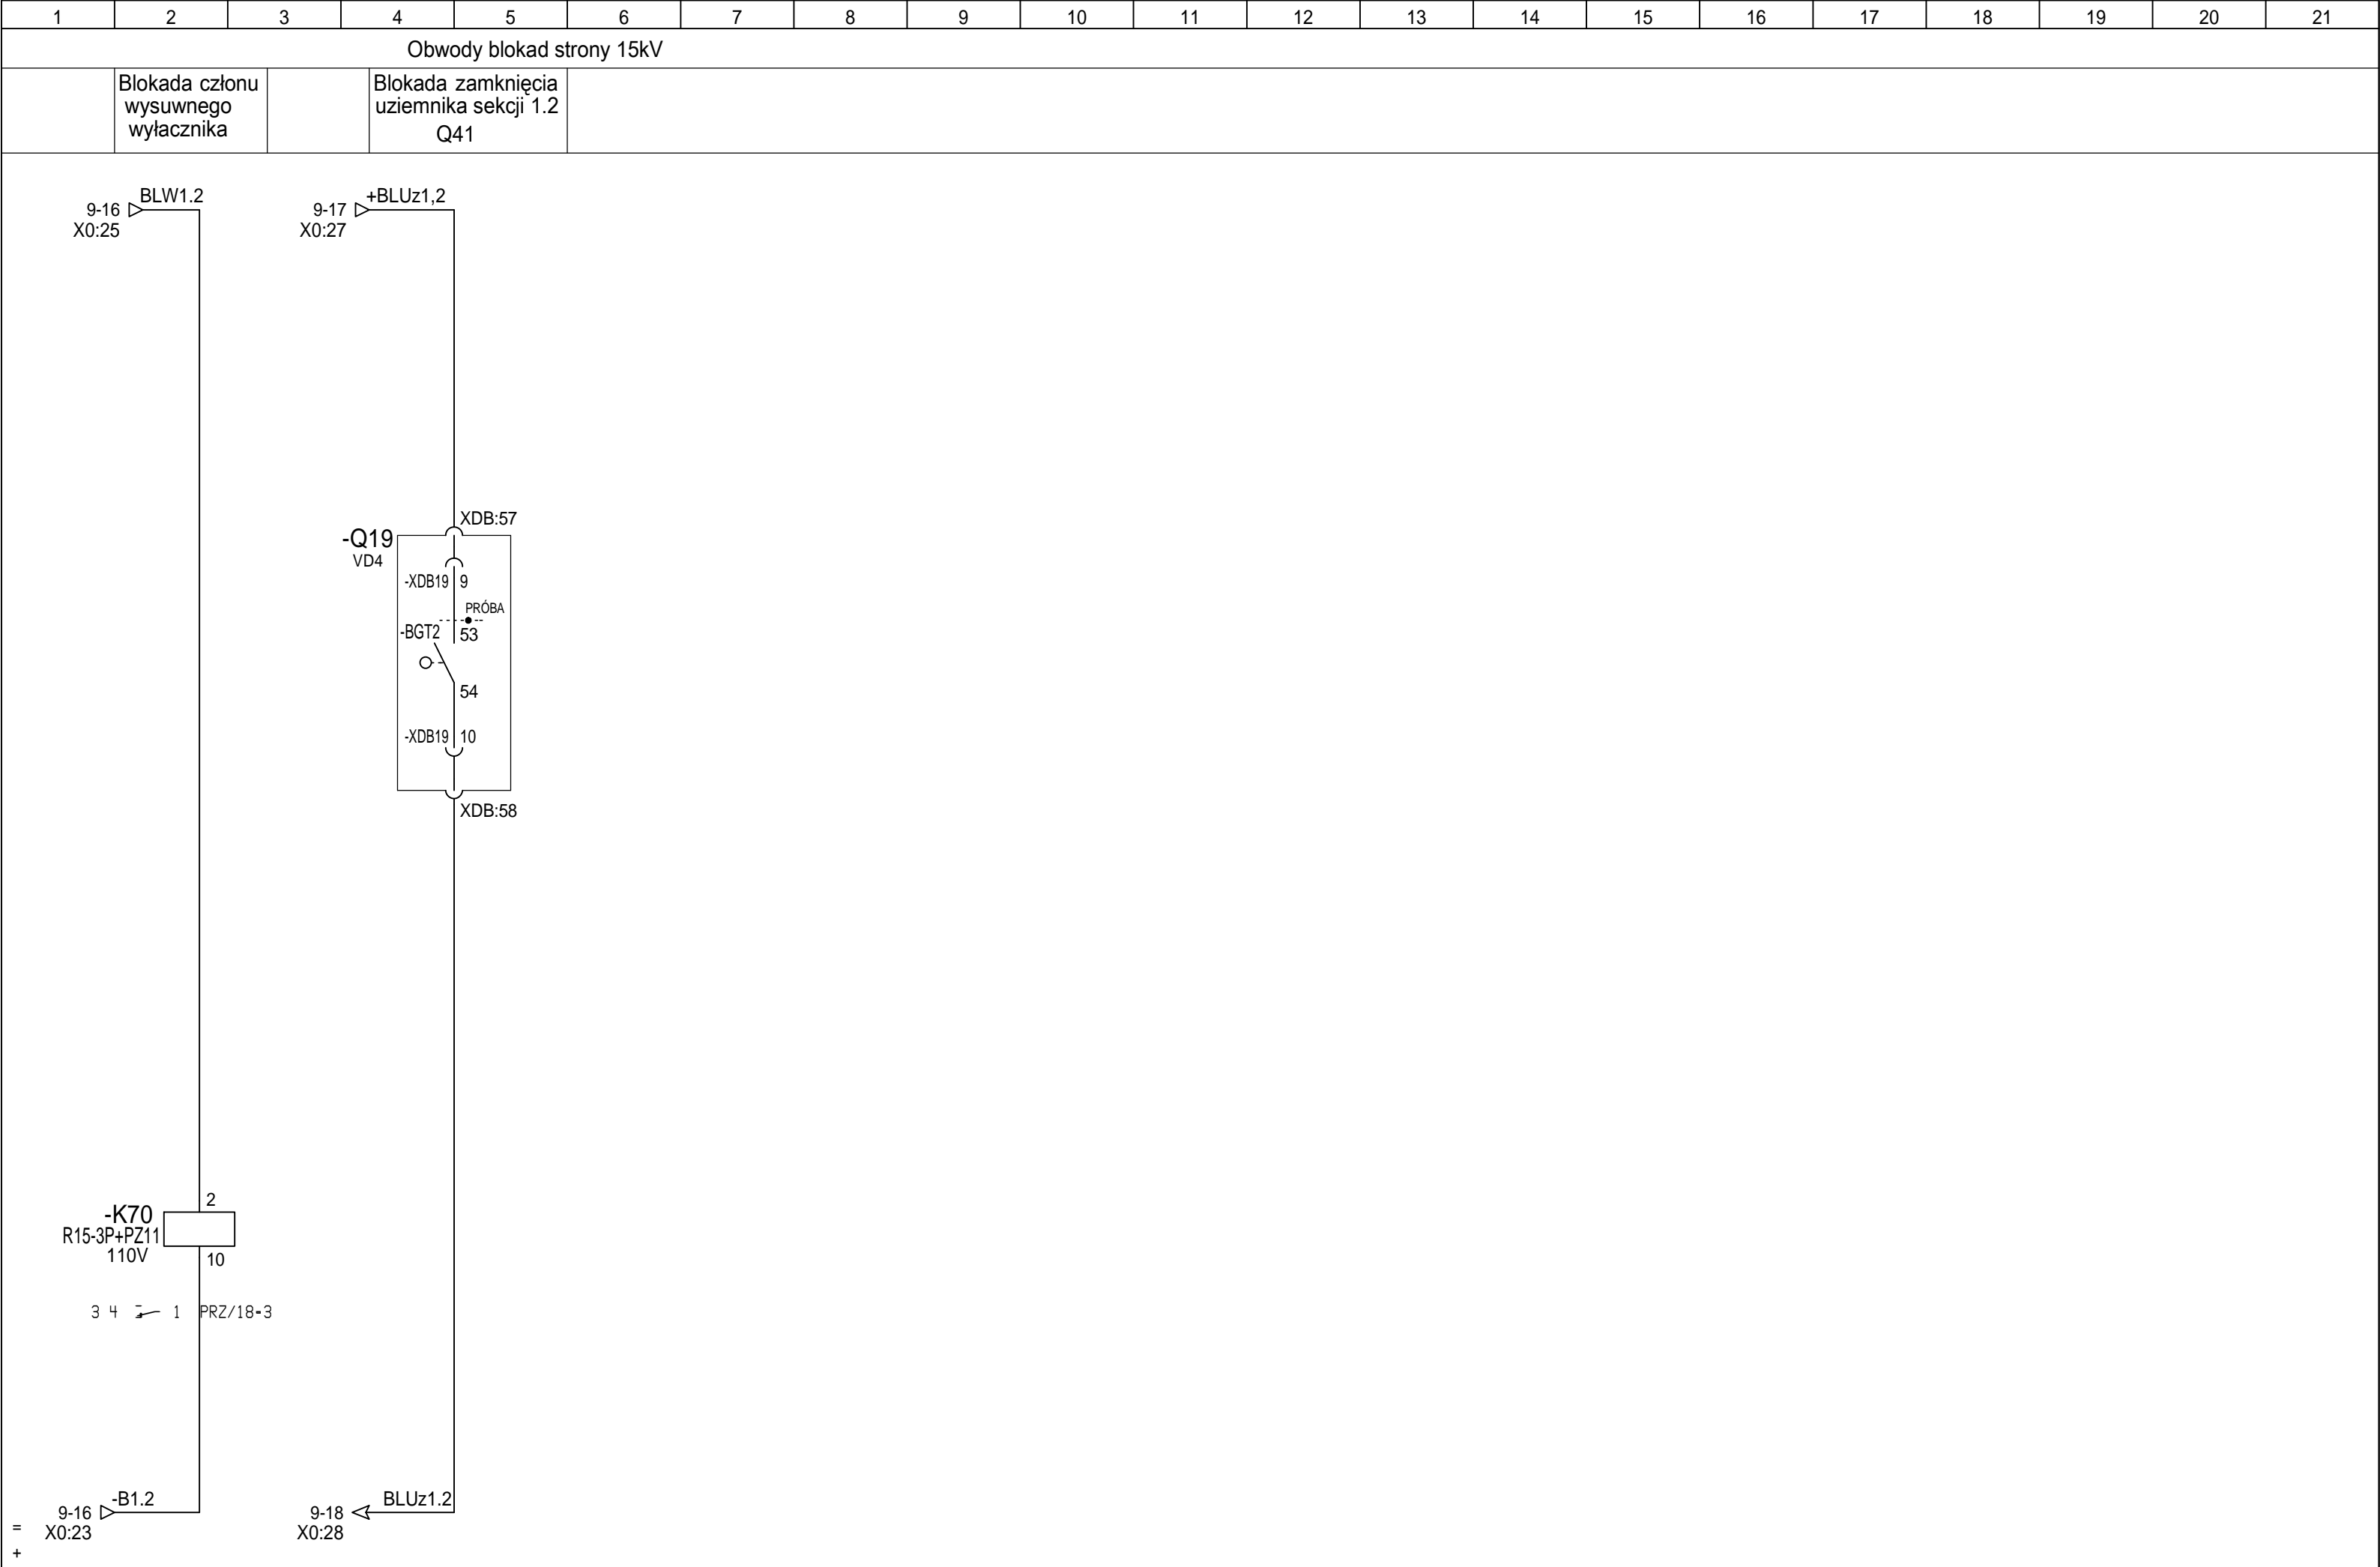 1 2 3 4 5 6 7 8 9 10 11 12 13 14 15 16 17 18 19 20 21
Obwody blokad strony 15kV
Blokada członu
wysuwnego
wyłacznika
Blokada zamknięcia
uziemnika sekcji 1.2
Q41
BLW1.2
9-16
X0:25
+BLUz1,2
9-17
X0:27
XDB:57
-Q19
VD4
-XDB19 9
PRÓBA
-BGT2 53
54
-XDB19 10
XDB:58
2
-K70
R15-3P+PZ11
110V
10
3 4 1 PRZ/18-3
-B1.2
9-16
X0:23
BLUz1.2
9-18
X0:28
=
+